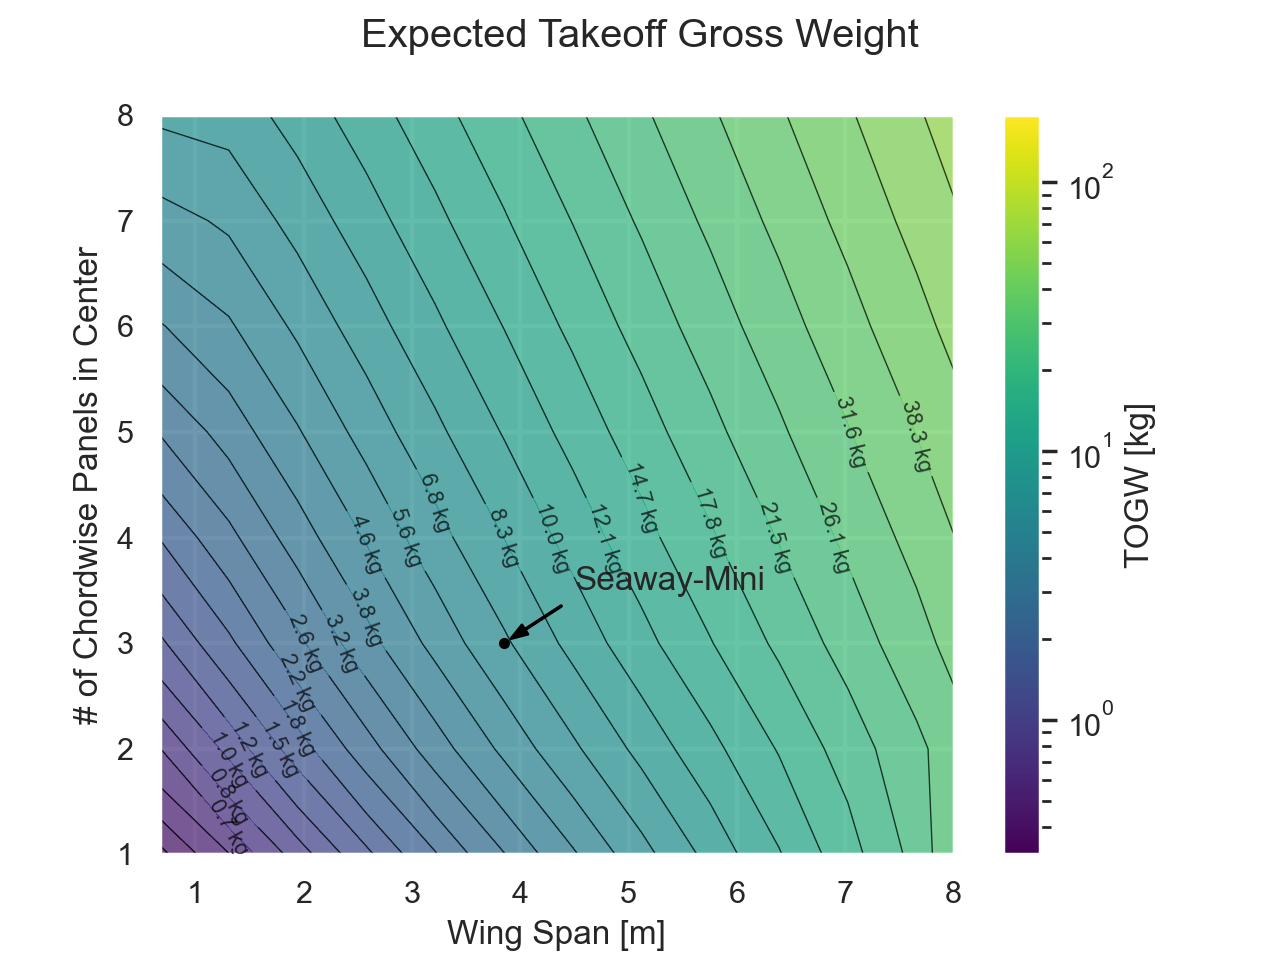 Expected Takeoff Gross Weight
8
7
6
5
4
3
2
1
# of Chordwise Panels in Center
1
2
3
4
5
6
7
8
Wing Span [m]
0.7 kg
0.8 kg
1.0 kg
1.2 kg
1.5 kg
1.8 kg
2.2 kg
2.6 kg
3.2 kg
3.8 kg
4.6 kg
5.6 kg
6.8 kg
8.3 kg
10.0 kg
12.1 kg
14.7 kg
17.8 kg
21.5 kg
26.1 kg
31.6 kg
38.3 kg
Seaway-Mini
10²
10¹
10⁰
TOGW [kg]